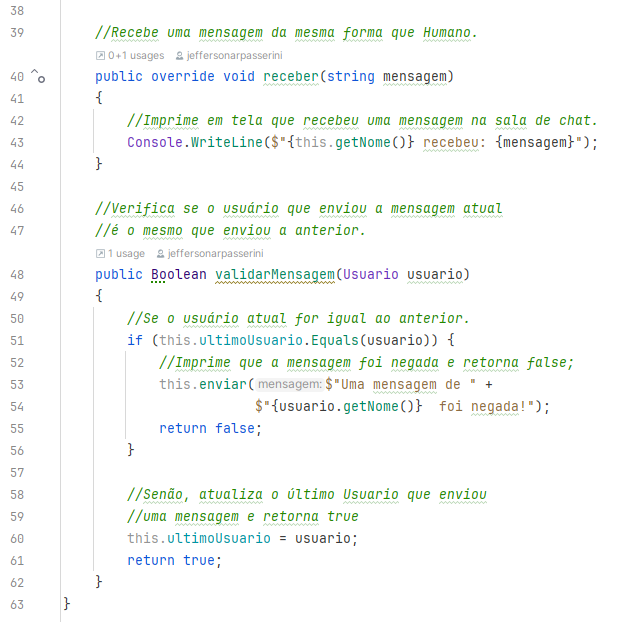 38
39 //Recebe uma mensagem da mesma forma que Humano.
0+1 usages jeffersonarpasserini
40 public override void receber(string mensagem)
41 {
42 //Imprime em tela que recebeu uma mensagem na sala de chat.
43 Console.WriteLine($"{this.getNome()} recebeu: {mensagem}");
44 }
45
46 //Verifica se o usuário que enviou a mensagem atual
47 //é o mesmo que enviou a anterior.
1 usage jeffersonarpasserini
48 public Boolean validarMensagem(Usuario usuario)
49 {
50 //Se o usuário atual for igual ao anterior.
51 if (this.ultimoUsuario.Equals(usuario)) {
52 //Imprime que a mensagem foi negada e retorna false;
53 this.enviar( mensagem: $"Uma mensagem de " +
54 $"{usuario.getNome()}  foi negada!");
55 return false;
56 }
57
58 //Senão, atualiza o último Usuario que enviou
59 //uma mensagem e retorna true
60 this.ultimoUsuario = usuario;
61 return true;
62 }
63 }